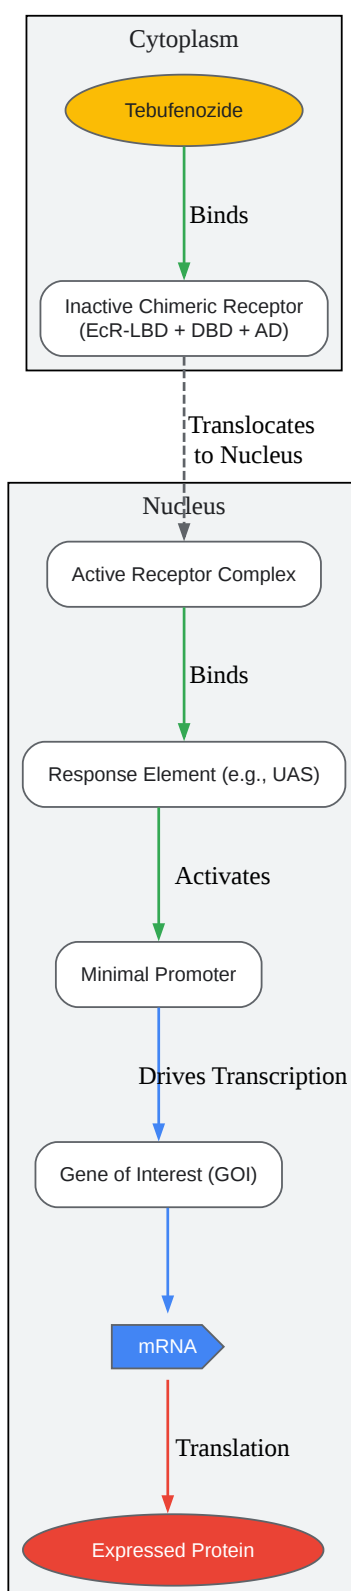 Cytoplasm
Tebufenozide
Binds
Inactive Chimeric Receptor
(EcR-LBD + DBD + AD)
Translocates
to Nucleus
Nucleus
Active Receptor Complex
Binds
Response Element (e.g., UAS)
Activates
Minimal Promoter
Drives Transcription
Gene of Interest (GOI)
mRNA
Translation
Expressed Protein